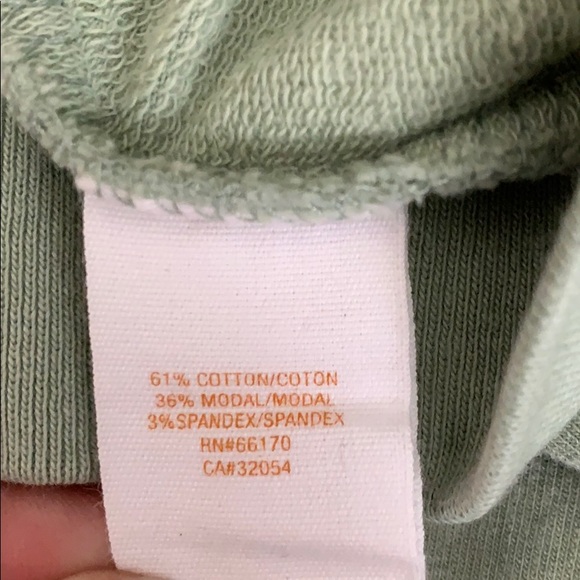 61% COTTON/COTON
36% MODAL/MODAL
3% SPANDEX/SPANDEX
RN#66170
CA#32054